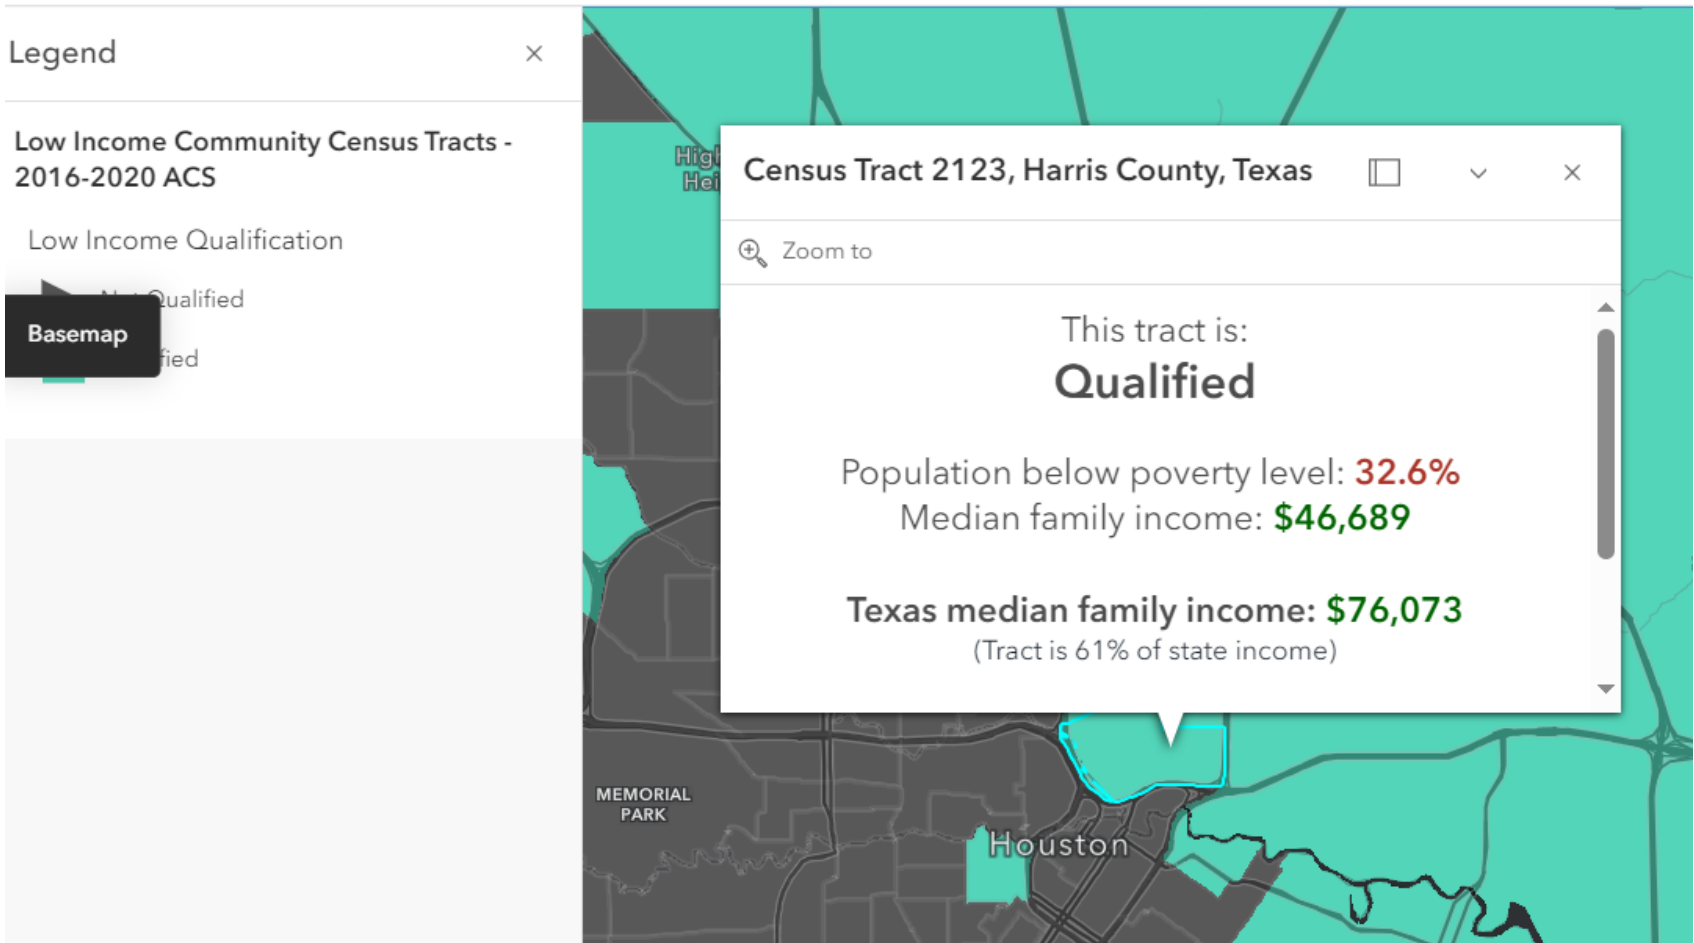 Legend
Low Income Community Census Tracts -
2016-2020 ACS
Low Income Qualification
Qualified
Basemap
Census Tract 2123, Harris County, Texas
Zoom to
This tract is:
Qualified
Population below poverty level: 32.6%
Median family income: $46,689
Texas median family income: $76,073
(Tract is 61% of state income)
MEMORIAL
PARK
Houston